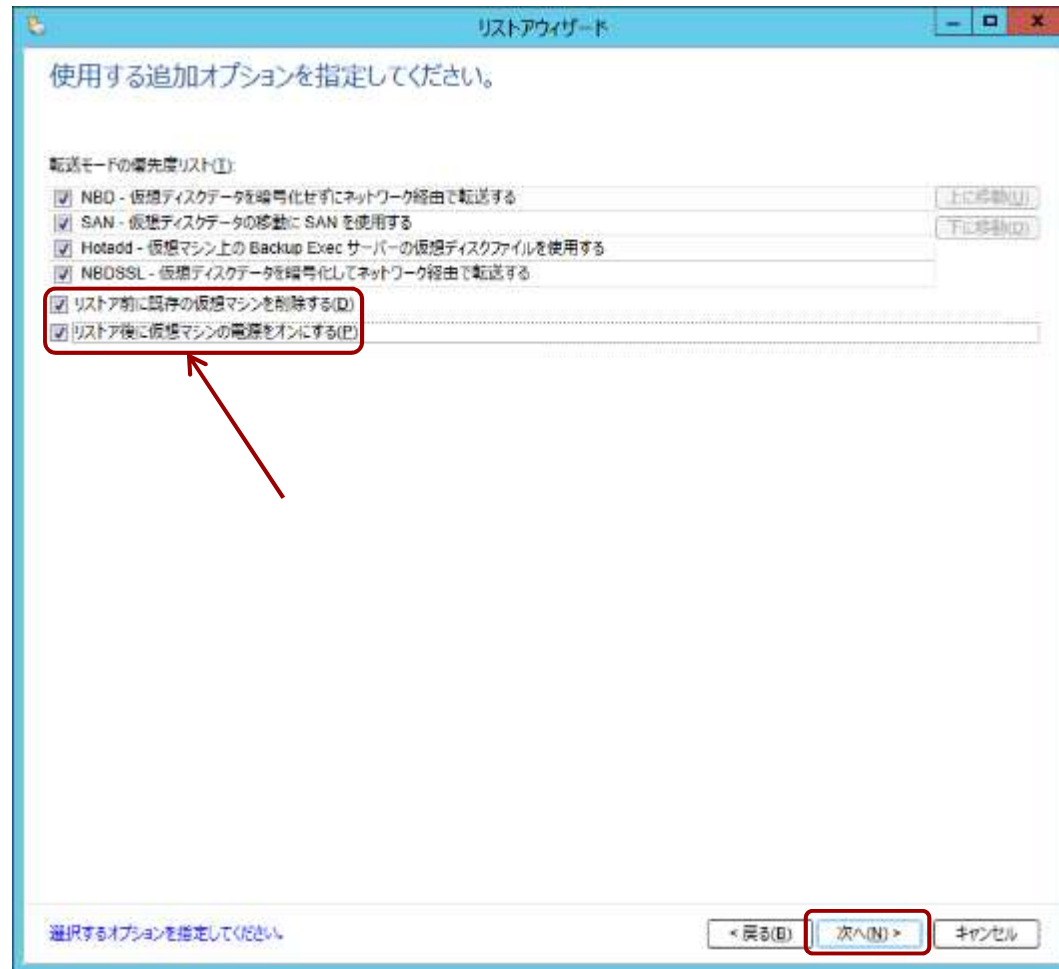 リストアウィザード
使用する追加オプションを指定してください。
転送モードの優先度リスト(T):
NBD - 仮想ディスクデータを暗号化せずにネットワーク経由で転送する
上に移動(U)
SAN - 仮想ディスクデータの移動に SAN を使用する
下に移動(D)
Hotadd - 仮想マシン上の Backup Exec サーバーの仮想ディスクファイルを使用する
NBDSSL - 仮想ディスクデータを暗号化してネットワーク経由で転送する
リストア前に既存の仮想マシンを削除する(D)
リストア後に仮想マシンの電源をオンにする(P)
選択するオプションを指定してください。
< 戻る(B)
次へ(N) >
キャンセル